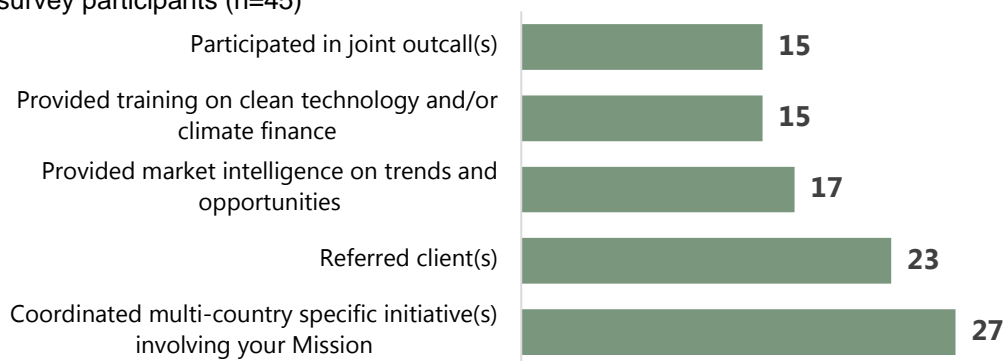 survey participants (n=45)
Participated in joint outcall(s)
15
Provided training on clean technology and/or
climate finance
15
Provided market intelligence on trends and
opportunities
17
Referred client(s)
23
Coordinated multi-country specific initiative(s)
involving your Mission
27